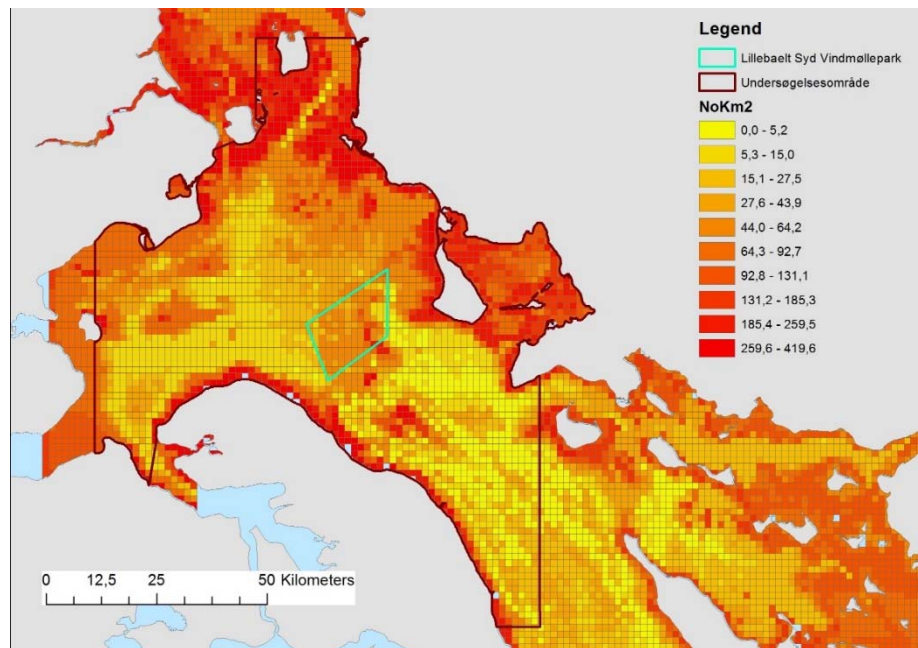 Legend
Lillebaelt Syd Vindmøllepark
Undersøgelsesområde
NoKm2
0,0 - 5,2
5,3 - 15,0
15,1 - 27,5
27,6 - 43,9
44,0 - 64,2
64,3 - 92,7
92,8 - 131,1
131,2 - 185,3
185,4 - 259,5
259,6 - 419,6
0 12,5 25 50 Kilometers